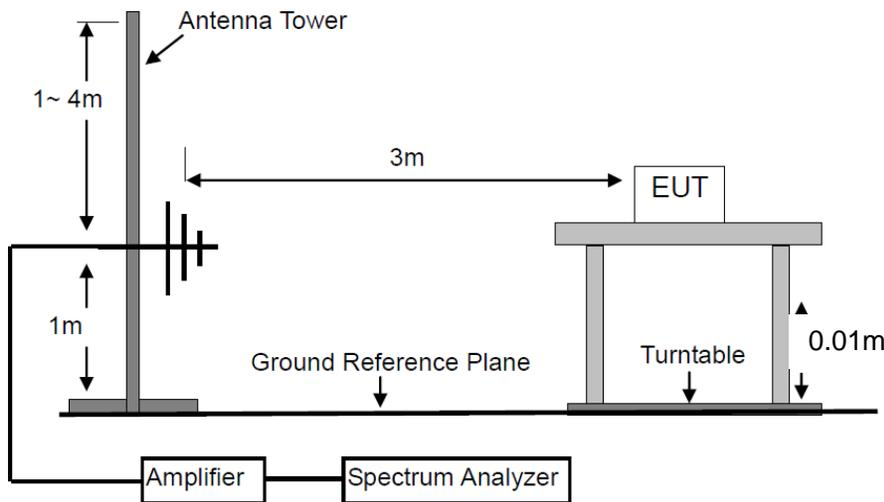 Antenna Tower
1~ 4m
3m
EUT
1m
0.01m
Ground Reference Plane
Turntable
Amplifier
Spectrum Analyzer